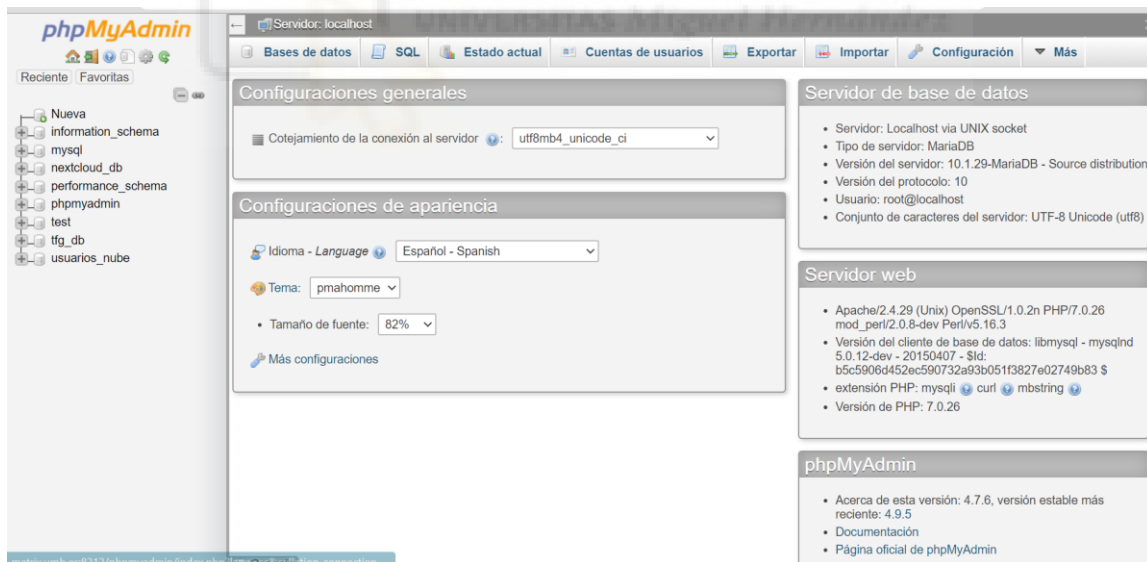 UNIVERSITAS Miguel Hernández
phpMyAdmin
Reciente Favoritas
Nueva
information_schema
mysql
nextcloud_db
performance_schema
phpmyadmin
test
tfg_db
usuarios_nube
Servidor: localhost
Bases de datos SQL Estado actual Cuentas de usuarios Exportar Importar Configuración Más
Configuraciones generales
Cotejamiento de la conexión al servidor : utf8mb4_unicode_ci
Configuraciones de apariencia
Idioma - Language Español - Spanish
Tema: pmahomme
• Tamaño de fuente: 82%
Más configuraciones
Servidor de base de datos
• Servidor: Localhost via UNIX socket
• Tipo de servidor: MariaDB
• Versión del servidor: 10.1.29-MariaDB - Source distribution
• Versión del protocolo: 10
• Usuario: root@localhost
• Conjunto de caracteres del servidor: UTF-8 Unicode (utf8)
Servidor web
• Apache/2.4.29 (Unix) OpenSSL/1.0.2n PHP/7.0.26
mod_perl/2.0.8-dev Perl/v5.16.3
• Versión del cliente de base de datos: libmysql - mysqlnd
5.0.12-dev - 20150407 - $Id:
b5c5906d452ec590732a93b051f3827e02749b83 $
• extensión PHP: mysqli curl mbstring
• Versión de PHP: 7.0.26
phpMyAdmin
• Acerca de esta versión: 4.7.6, versión estable más
reciente: 4.9.5
• Documentación
• Página oficial de phpMyAdmin